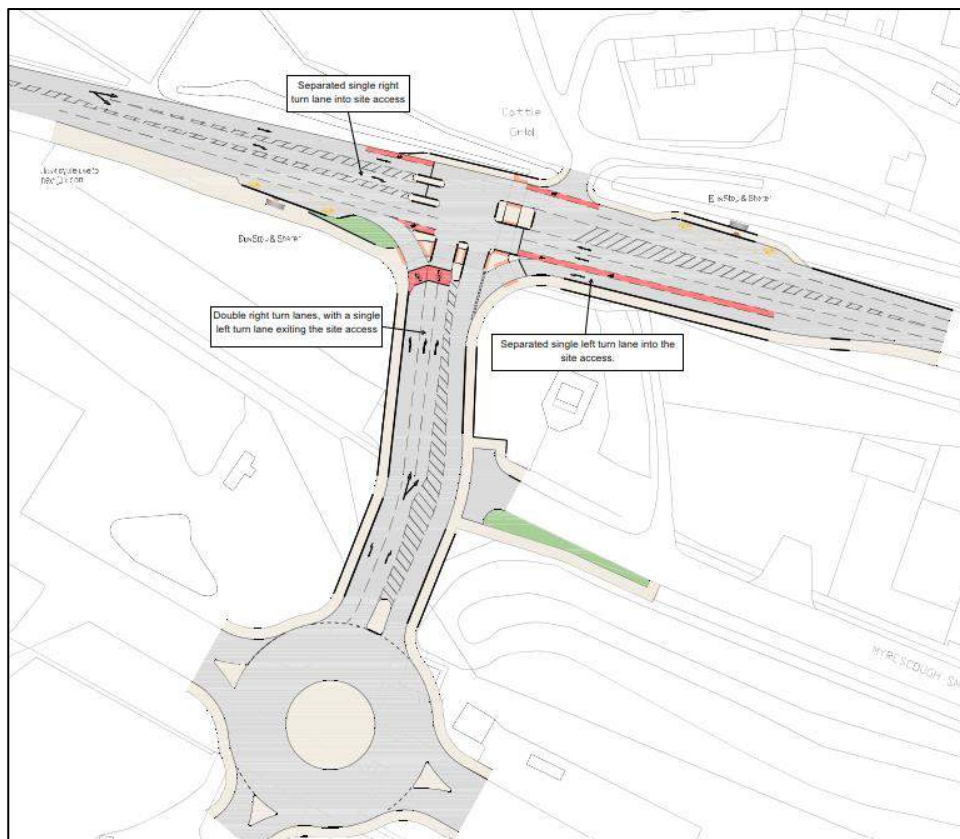 Separated single right
turn lane into site access
Cattle
Grid
Bus Stop & Shelter
Bus Stop & Shelter
Double right turn lanes, with a single
left turn lane exiting the site access
Separated single left turn lane into the
site access.
MYRESCOUGH